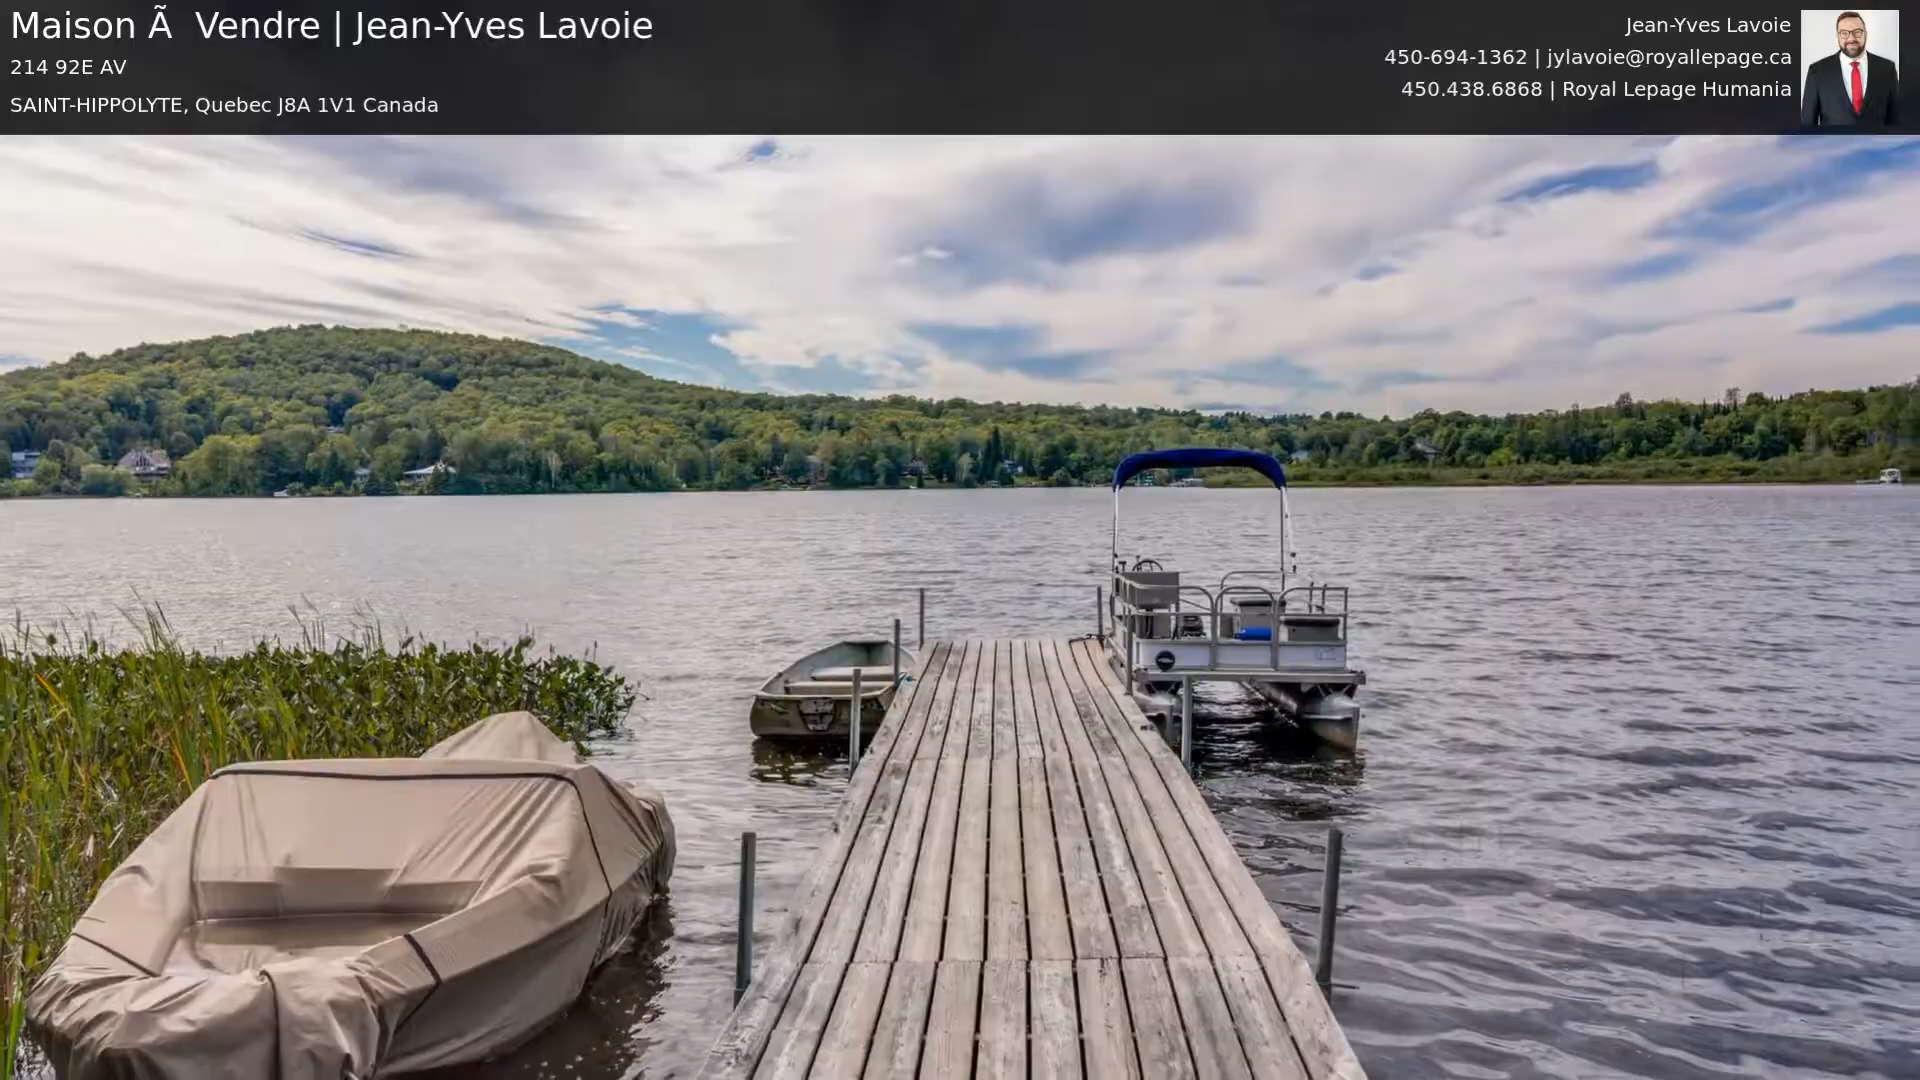 Maison Ã  Vendre | Jean-Yves Lavoie
214 92E AV
SAINT-HIPPOLYTE, Quebec J8A 1V1 Canada
Jean-Yves Lavoie
450-694-1362 | jylavoie@royallepage.ca
450.438.6868 | Royal Lepage Humania